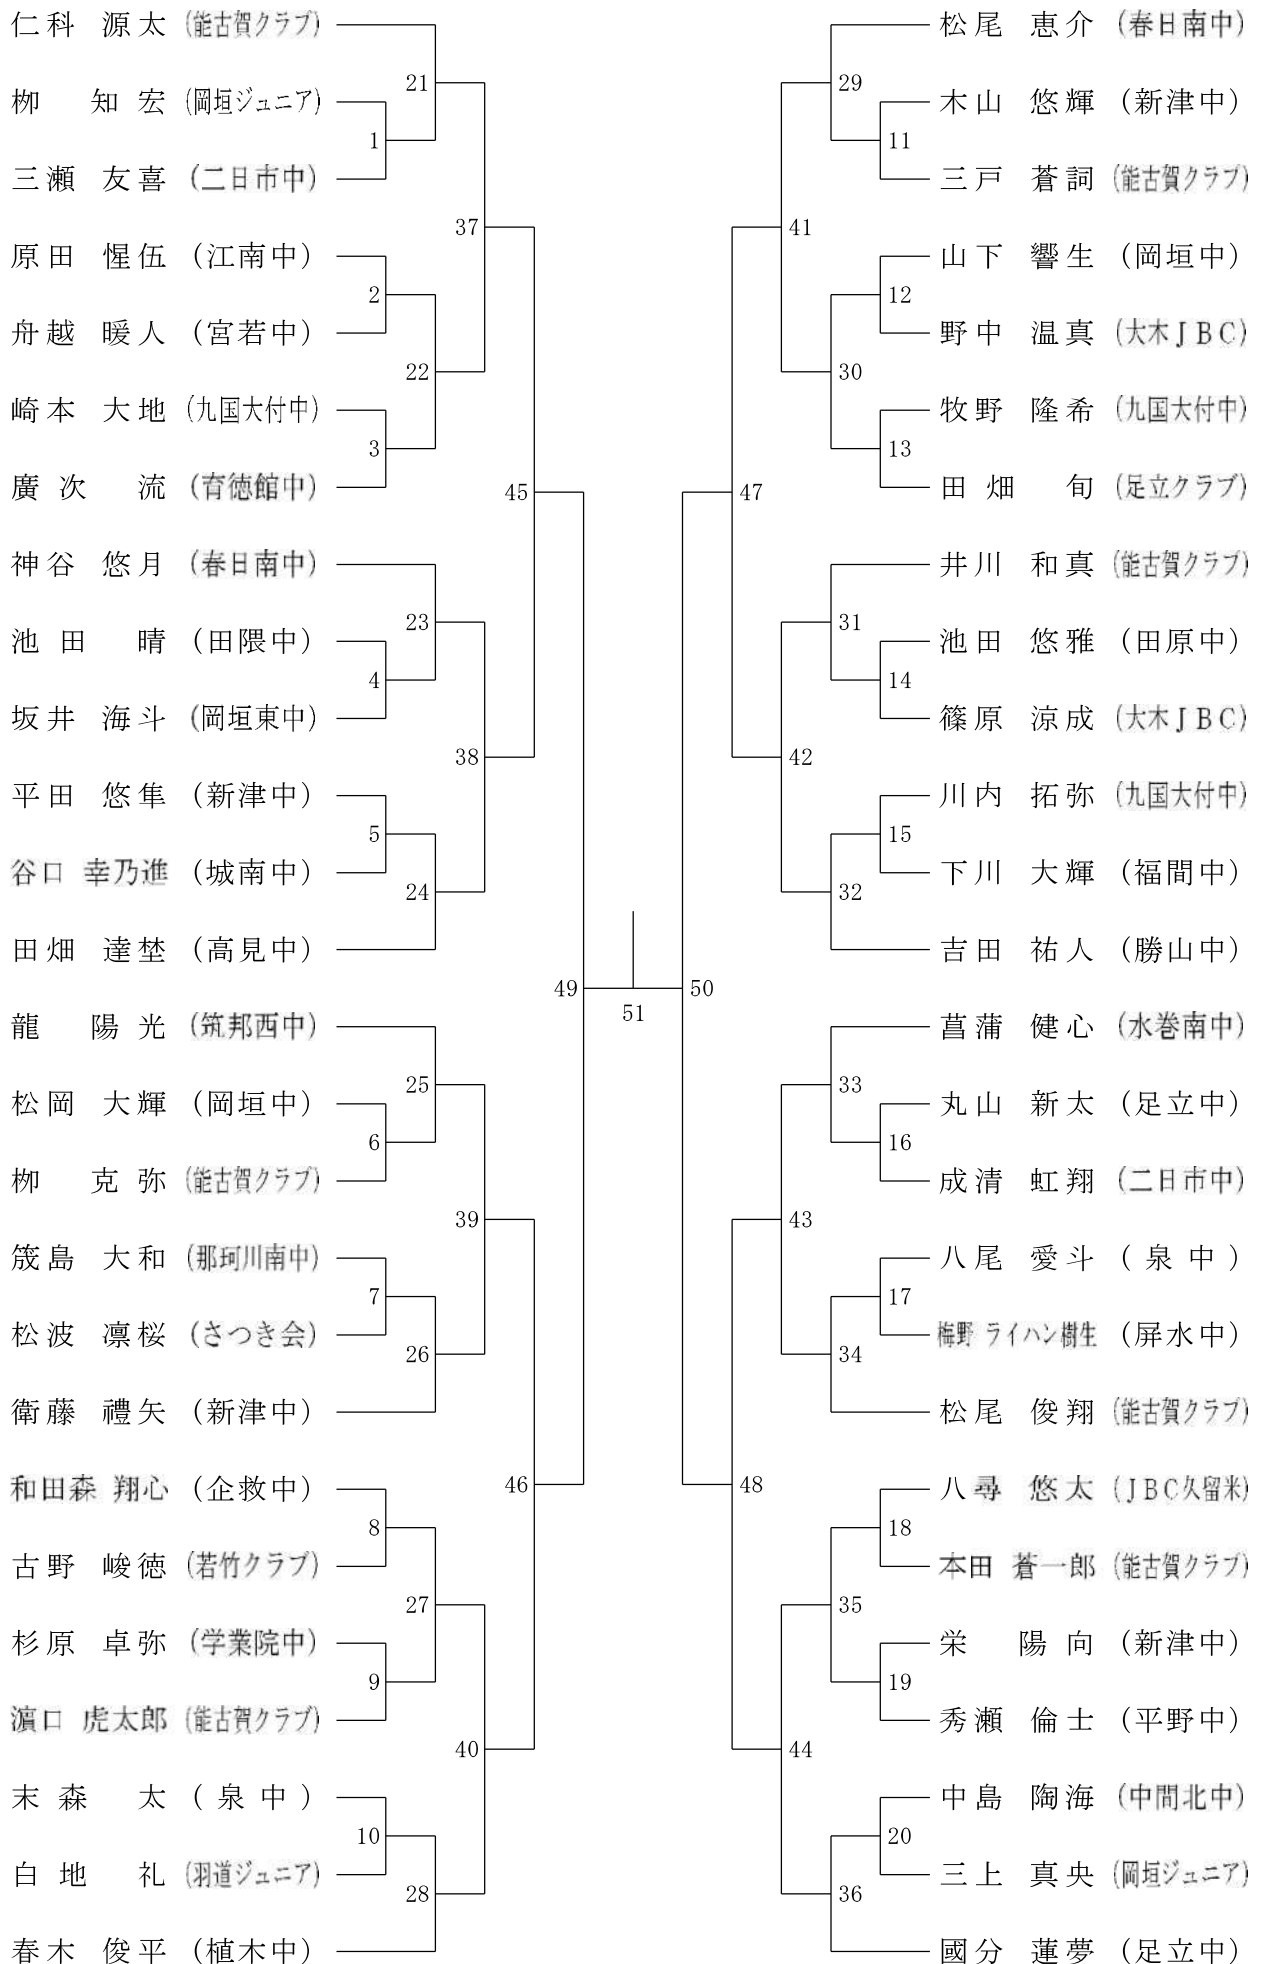 仁科 源太 (能古賀クラブ)
栁 知宏 (岡垣ジュニア)
三瀬 友喜 (二日市中)
原田 惺伍 (江南中)
舟越 暖人 (宮若中)
崎本 大地 (九国大付中)
廣次 流 (育徳館中)
神谷 悠月 (春日南中)
池田 晴 (田隈中)
坂井 海斗 (岡垣東中)
平田 悠隼 (新津中)
谷口 幸乃進 (城南中)
田畑 達埜 (高見中)
龍 陽光 (筑邦西中)
松岡 大輝 (岡垣中)
栁 克弥 (能古賀クラブ)
筬島 大和 (那珂川南中)
松波 凛桜 (さつき会)
衛藤 禮矢 (新津中)
和田森 翔心 (企救中)
古野 峻徳 (若竹クラブ)
杉原 卓弥 (学業院中)
濵口 虎太郎 (能古賀クラブ)
末森 太 (泉中)
白地 礼 (羽道ジュニア)
春木 俊平 (植木中)
1
2
3
4
5
6
7
8
9
10
21
22
23
24
25
26
27
28
37
38
39
40
45
46
49
51
50
47
48
41
42
43
44
29
30
31
32
33
34
35
36
11
12
13
14
15
16
17
18
19
20
松尾 恵介 (春日南中)
木山 悠輝 (新津中)
三戸 蒼詞 (能古賀クラブ)
山下 響生 (岡垣中)
野中 温真 (大木ＪＢＣ)
牧野 隆希 (九国大付中)
田畑 旬 (足立クラブ)
井川 和真 (能古賀クラブ)
池田 悠雅 (田原中)
篠原 涼成 (大木ＪＢＣ)
川内 拓弥 (九国大付中)
下川 大輝 (福間中)
吉田 祐人 (勝山中)
菖蒲 健心 (水巻南中)
丸山 新太 (足立中)
成清 虹翔 (二日市中)
八尾 愛斗 (泉中)
梅野 ライハン樹生 (屏水中)
松尾 俊翔 (能古賀クラブ)
八尋 悠太 (ＪＢＣ久留米)
本田 蒼一郎 (能古賀クラブ)
栄 陽向 (新津中)
秀瀬 倫士 (平野中)
中島 陶海 (中間北中)
三上 真央 (岡垣ジュニア)
國分 蓮夢 (足立中)